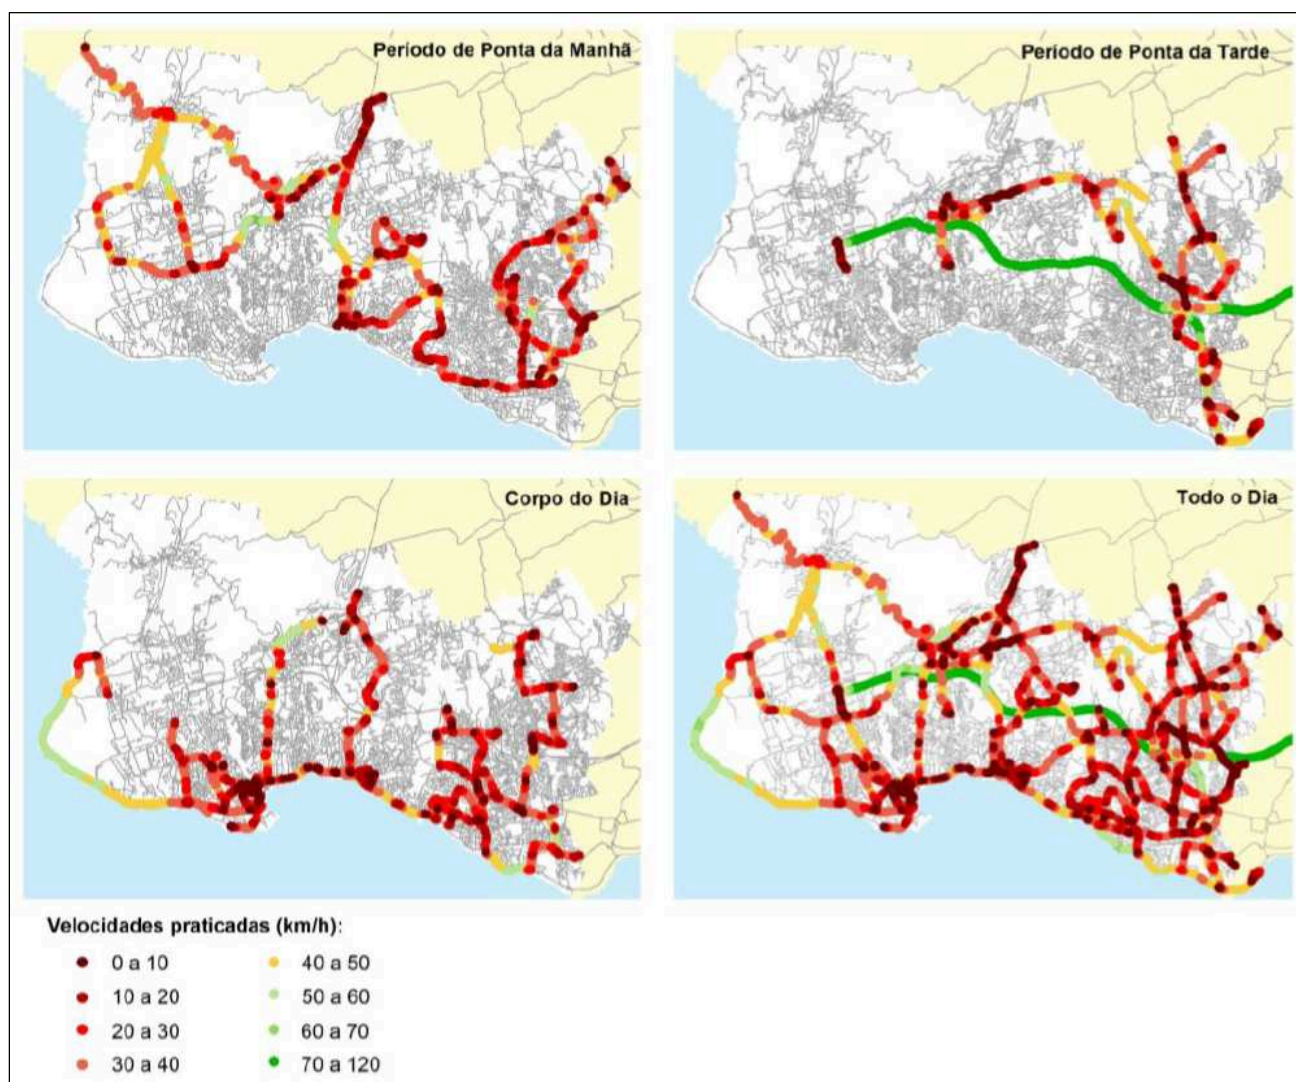 Período de Ponta da Manhã
Período de Ponta da Tarde
Corpo do Dia
Todo o Dia
Velocidades praticadas (km/h):
0 a 10
40 a 50
10 a 20
50 a 60
20 a 30
60 a 70
30 a 40
70 a 120